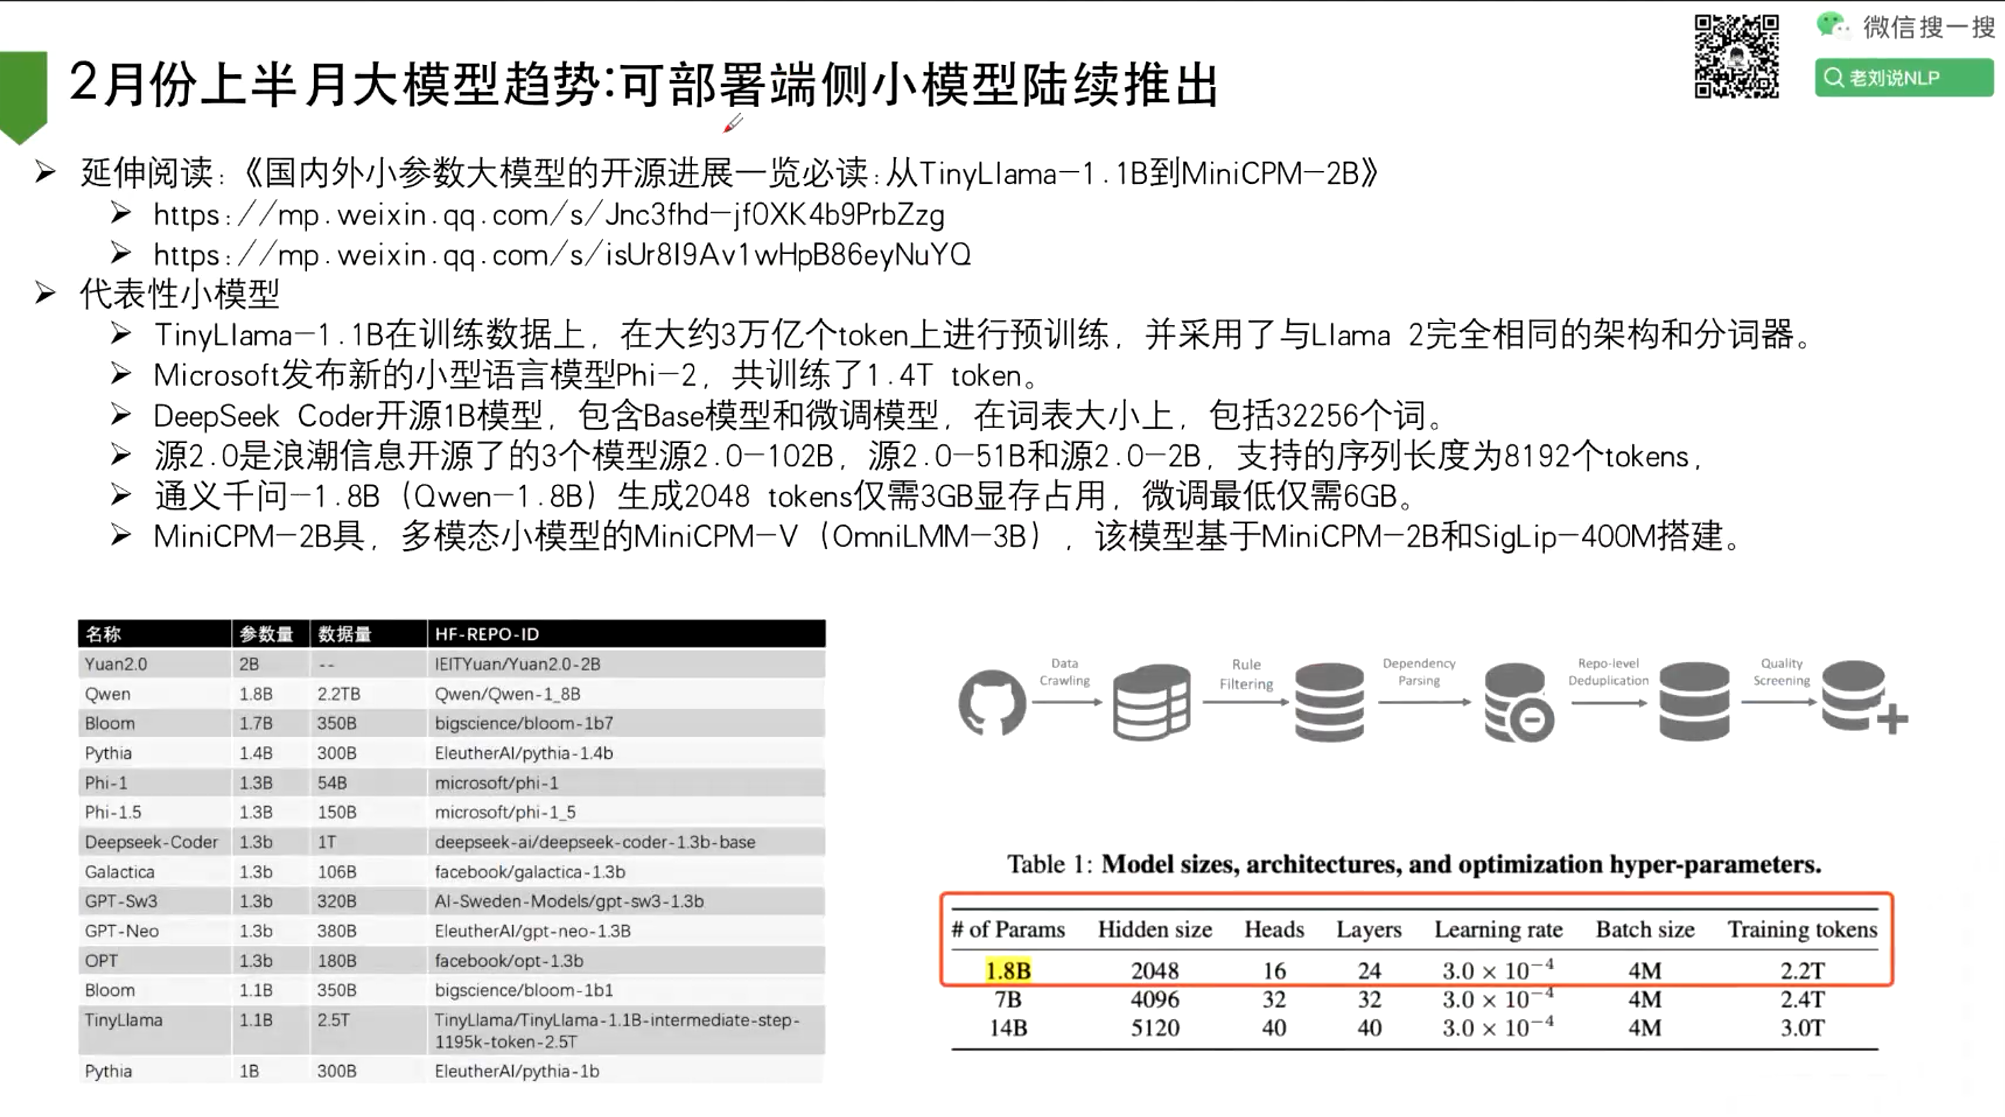 微信搜一搜
老刘说NLP
2月份上半月大模型趋势:可部署端侧小模型陆续推出
延伸阅读:《国内外小参数大模型的开源进展一览必读:从TinyLlama-1.1B到MiniCPM-2B》
https://mp.weixin.qq.com/s/Jnc3fhd-jf0XK4b9PrbZzg
https://mp.weixin.qq.com/s/isUr8I9Av1wHpB86eyNuYQ
代表性小模型
TinyLlama-1.1B在训练数据上，在大约3万亿个token上进行预训练，并采用了与Llama 2完全相同的架构和分词器。
Microsoft发布新的小型语言模型Phi-2，共训练了1.4T token。
DeepSeek Coder开源1B模型，包含Base模型和微调模型，在词表大小上，包括32256个词。
源2.0是浪潮信息开源了的3个模型源2.0-102B，源2.0-51B和源2.0-2B，支持的序列长度为8192个tokens，
通义千问-1.8B（Qwen-1.8B）生成2048 tokens仅需3GB显存占用，微调最低仅需6GB。
MiniCPM-2B具，多模态小模型的MiniCPM-V（OmniLMM-3B），该模型基于MiniCPM-2B和SigLip-400M搭建。
名称 参数量 数据量 HF-REPO-ID
Yuan2.0 2B -- IEITYuan/Yuan2.0-2B
Qwen 1.8B 2.2TB Qwen/Qwen-1_8B
Bloom 1.7B 350B bigscience/bloom-1b7
Pythia 1.4B 300B EleutherAI/pythia-1.4b
Phi-1 1.3B 54B microsoft/phi-1
Phi-1.5 1.3B 150B microsoft/phi-1_5
Deepseek-Coder 1.3b 1T deepseek-ai/deepseek-coder-1.3b-base
Galactica 1.3b 106B facebook/galactica-1.3b
GPT-Sw3 1.3b 320B AI-Sweden-Models/gpt-sw3-1.3b
GPT-Neo 1.3b 380B EleutherAI/gpt-neo-1.3B
OPT 1.3b 180B facebook/opt-1.3b
Bloom 1.1B 350B bigscience/bloom-1b1
TinyLlama 1.1B 2.5T TinyLlama/TinyLlama-1.1B-intermediate-step-
1195k-token-2.5T
Pythia 1B 300B EleutherAI/pythia-1b
Data
Crawling
Rule
Filtering
Dependency
Parsing
Repo-level
Deduplication
Quality
Screening
Table 1: Model sizes, architectures, and optimization hyper-parameters.
# of Params Hidden size Heads Layers Learning rate Batch size Training tokens
1.8B 2048 16 24 3.0 × 10⁻⁴ 4M 2.2T
7B 4096 32 32 3.0 × 10⁻⁴ 4M 2.4T
14B 5120 40 40 3.0 × 10⁻⁴ 4M 3.0T